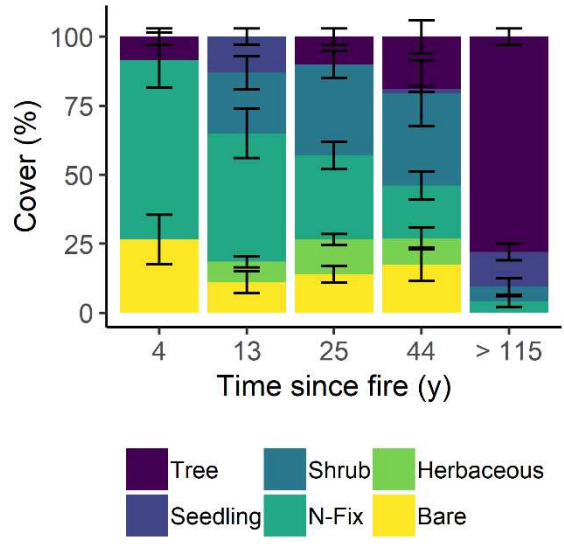 Cover (%)
100
75
50
25
0
4 13 25 44 > 115
Time since fire (y)
Tree Shrub Herbaceous
Seedling N-Fix Bare